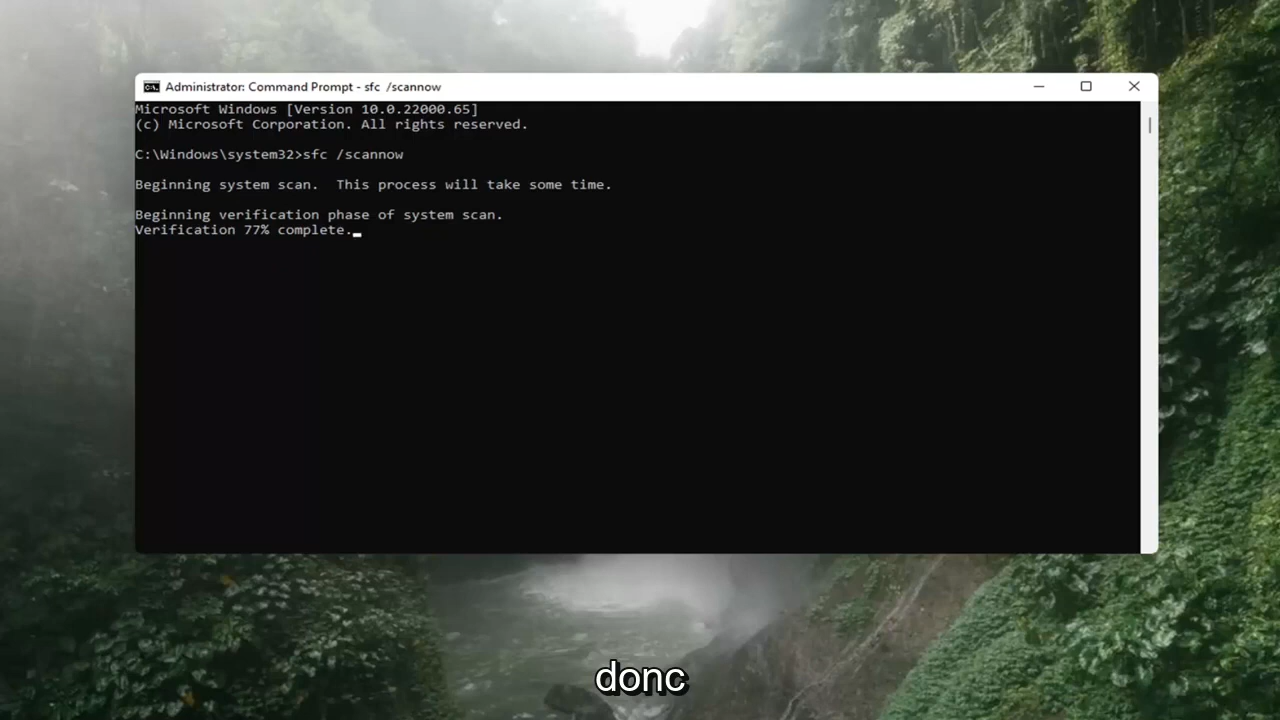 Administrator: Command Prompt - sfc /scannow
Microsoft Windows [Version 10.0.22000.65]
(c) Microsoft Corporation. All rights reserved.
C:\Windows\system32>sfc /scannow
Beginning system scan.  This process will take some time.
Beginning verification phase of system scan.
Verification 77% complete.
donc